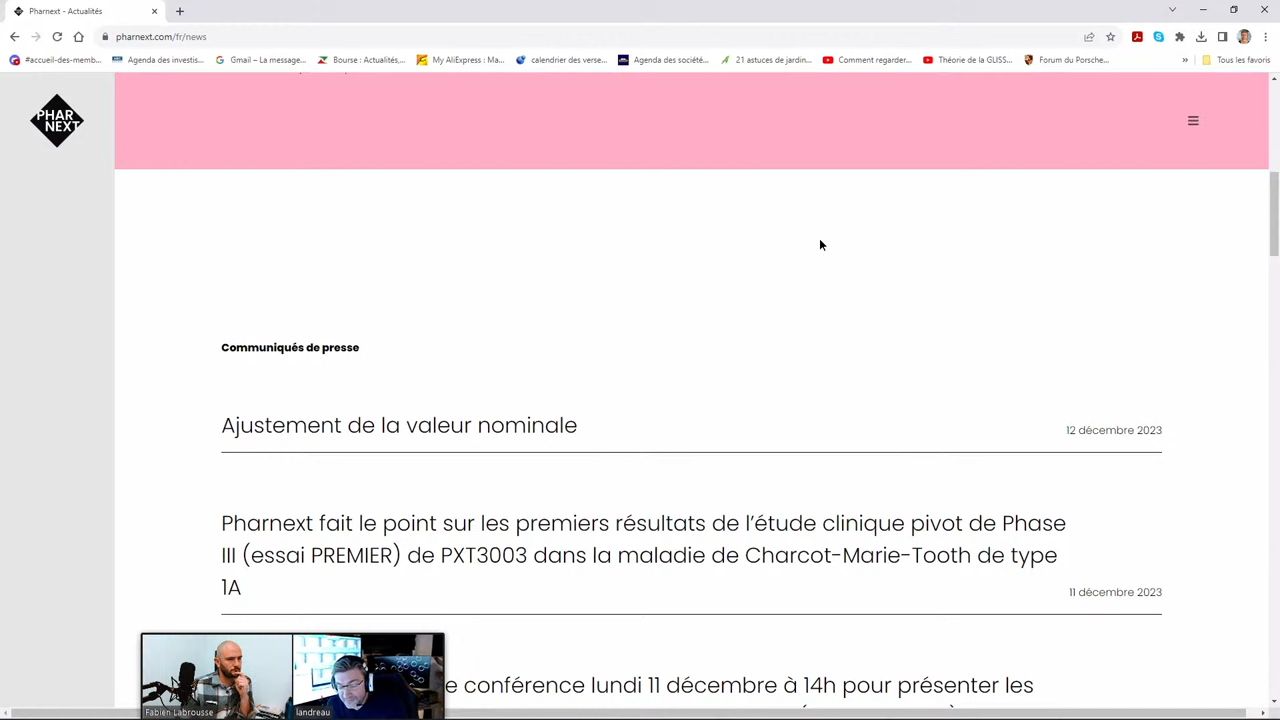 Pharnext - Actualités
pharnext.com/fr/news
#accueil-des-memb...
Agenda des investis...
Gmail – La message...
Bourse : Actualités,...
My AliExpress : Ma...
calendrier des verse...
Agenda des société...
21 astuces de jardin...
Comment regarder...
Théorie de la GLISS...
Forum du Porsche...
Tous les favoris
PHAR
NEXT
Communiqués de presse
Ajustement de la valeur nominale
12 décembre 2023
Pharnext fait le point sur les premiers résultats de l’étude clinique pivot de Phase
III (essai PREMIER) de PXT3003 dans la maladie de Charcot-Marie-Tooth de type
1A
11 décembre 2023
e conférence lundi 11 décembre à 14h pour présenter les
Fabien Labrousse
landreau